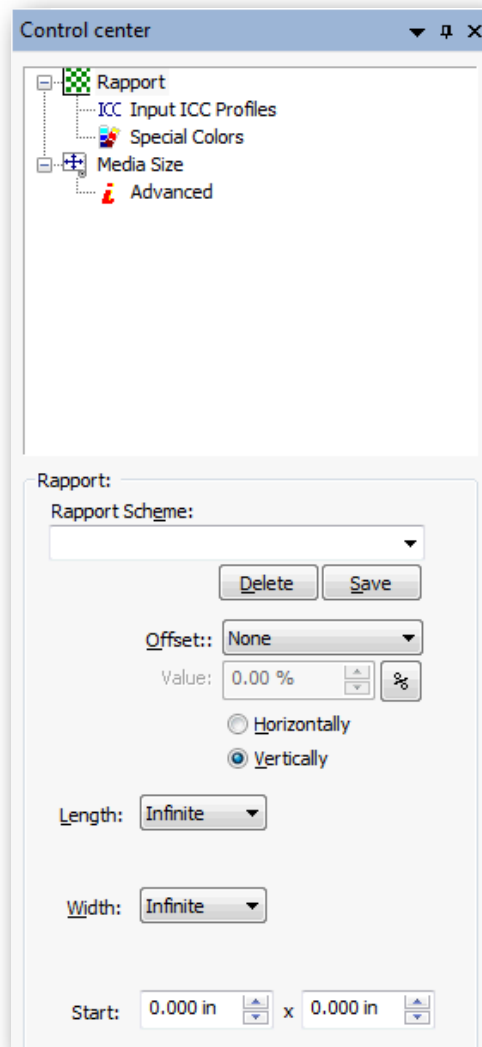 Control center
Rapport
ICC Input ICC Profiles
Special Colors
Media Size
i Advanced
Rapport:
Rapport Scheme:
Delete Save
Offset:: None
Value: 0.00 % %
Horizontally
Vertically
Length: Infinite
Width: Infinite
Start: 0.000 in x 0.000 in